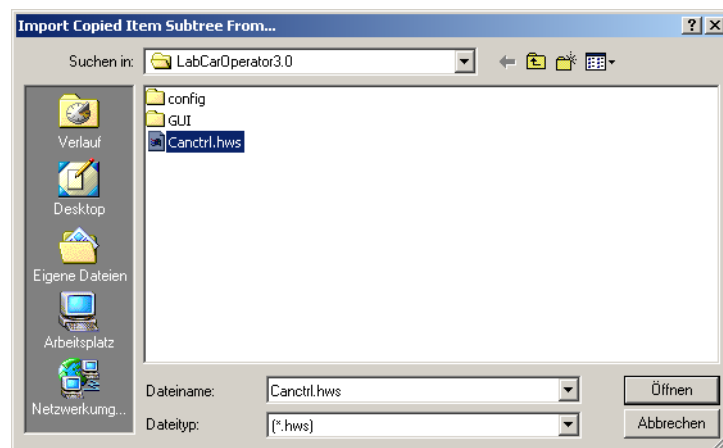 Import Copied Item Subtree From...
Suchen in:
LabCarOperator3.0
config
GUI
Canctrl.hws
Verlauf
Desktop
Eigene Dateien
Arbeitsplatz
Netzwerkumg...
Dateiname:
Canctrl.hws
Öffnen
Dateityp:
(*.hws)
Abbrechen